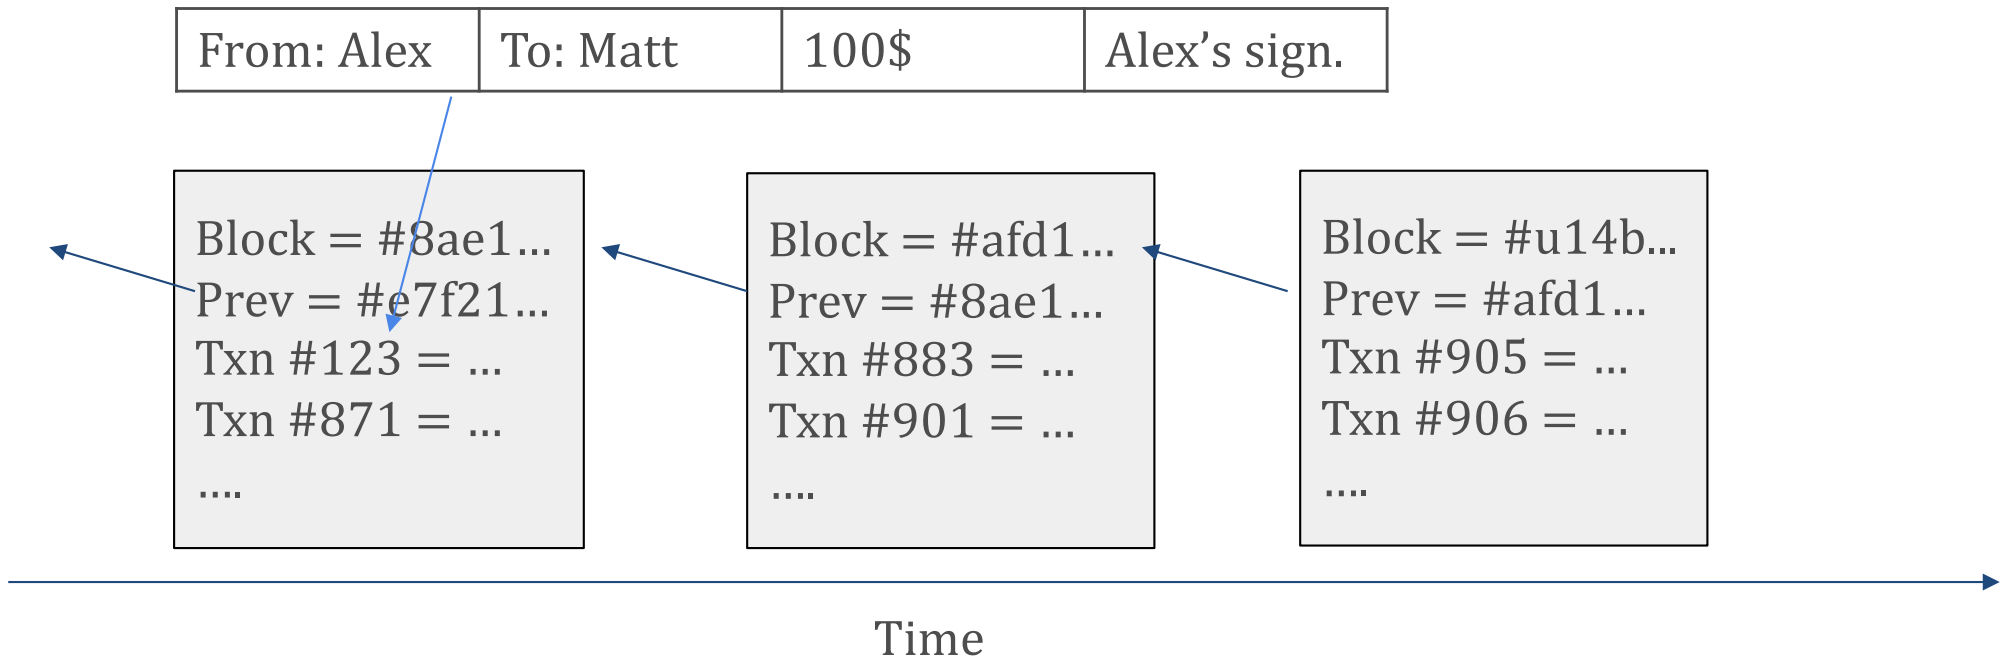 From: Alex To: Matt 100$ Alex’s sign.
Block = #8ae1...
Prev = #e7f21...
Txn #123 = ...
Txn #871 = ...
....
Block = #afd1...
Prev = #8ae1...
Txn #883 = ...
Txn #901 = ...
....
Block = #u14b...
Prev = #afd1...
Txn #905 = ...
Txn #906 = ...
....
Time